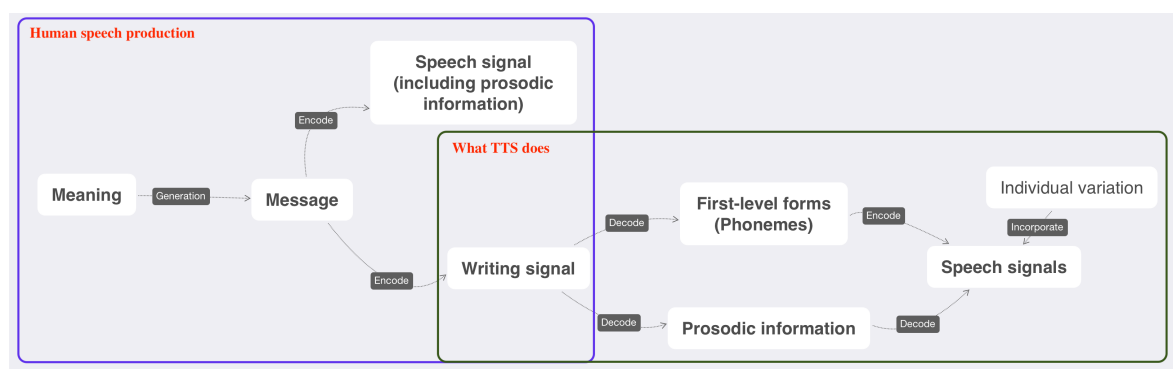 Human speech production
Speech signal
(including prosodic
information)
Encode
What TTS does
Meaning
Generation
Message
Encode
Writing signal
Decode
First-level forms
(Phonemes)
Encode
Individual variation
Incorporate
Speech signals
Decode
Prosodic information
Decode